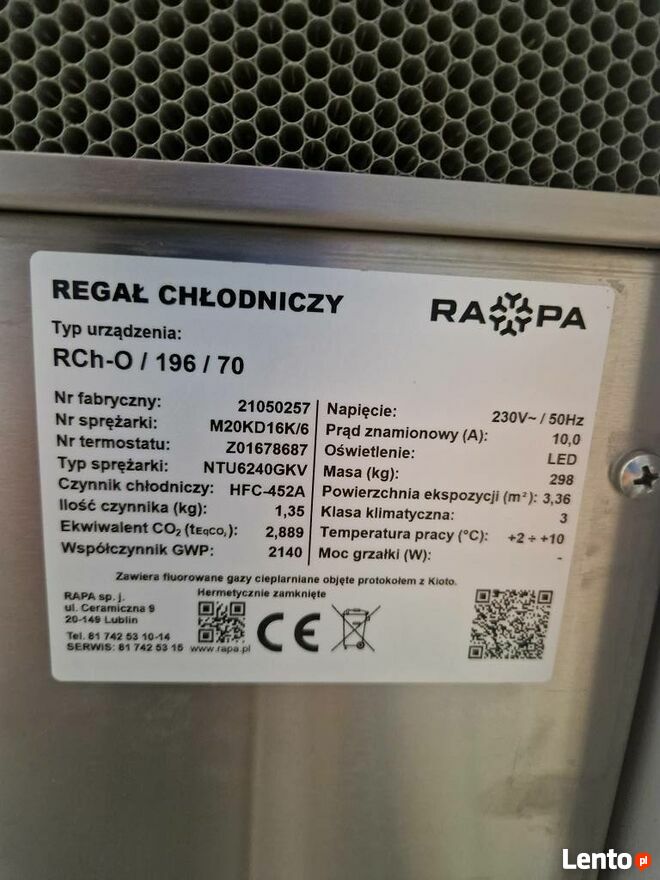 REGAŁ CHŁODNICZY
RAPA
Typ urządzenia:
RCh-O / 196 / 70
Nr fabryczny: 21050257
Nr sprężarki: M20KD16K/6
Nr termostatu: Z01678687
Typ sprężarki: NTU6240GKV
Czynnik chłodniczy: HFC-452A
Ilość czynnika (kg): 1,35
Ekwiwalent CO₂ (tEqCO₂): 2,889
Współczynnik GWP: 2140
Napięcie: 230V~ / 50Hz
Prąd znamionowy (A): 10,0
Oświetlenie: LED
Masa (kg): 298
Powierzchnia ekspozycji (m²): 3,36
Klasa klimatyczna: 3
Temperatura pracy (°C): +2 ÷ +10
Moc grzałki (W): -
Zawiera fluorowane gazy cieplarniane objęte protokołem z Kioto.
Hermetycznie zamknięte
RAPA sp. j.
ul. Ceramiczna 9
20-149 Lublin
Tel. 81 742 53 10-14
SERWIS: 81 742 53 15 www.rapa.pl
CE
Lento.pl